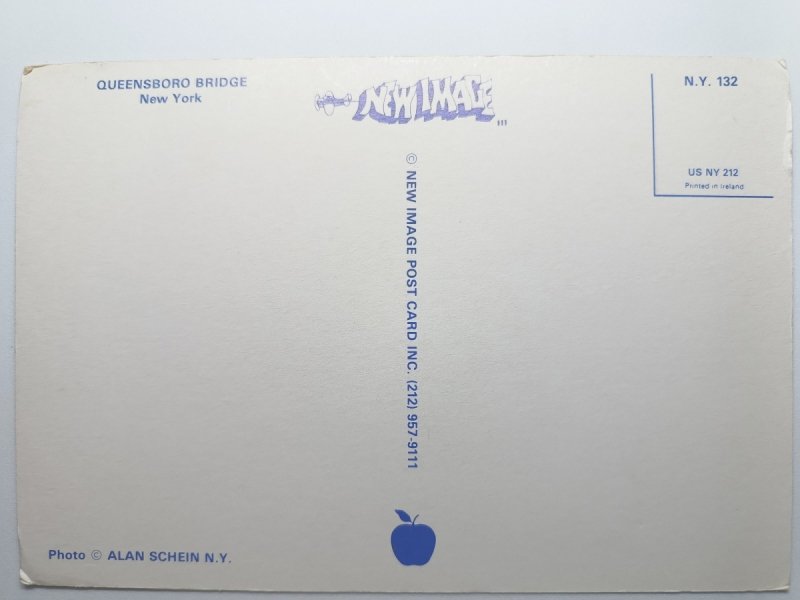 QUEENSBORO BRIDGE
New York
NEW IMAGE
© NEW IMAGE POST CARD INC. (212) 957-9111
N.Y. 132
US NY 212
Printed in Ireland
Photo © ALAN SCHEIN N.Y.